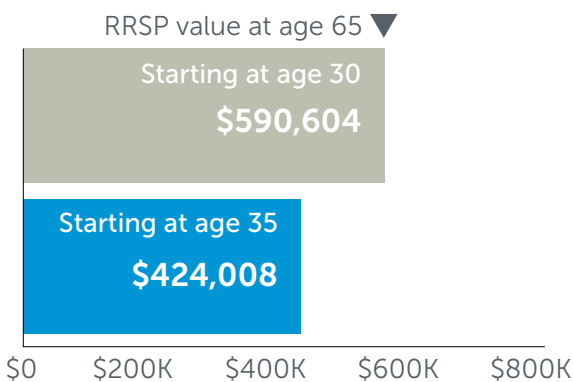 RRSP value at age 65
Starting at age 30
$590,604
Starting at age 35
$424,008
$0 $200K $400K $600K $800K